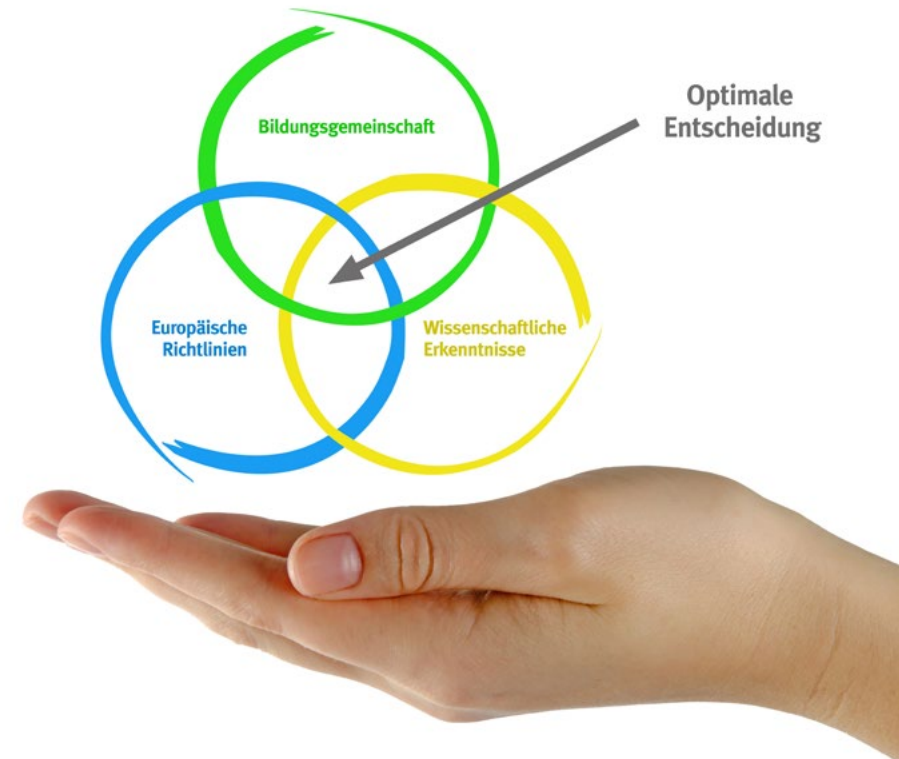 Bildungsgemeinschaft
Optimale
Entscheidung
Europäische
Richtlinien
Wissenschaftliche
Erkenntnisse